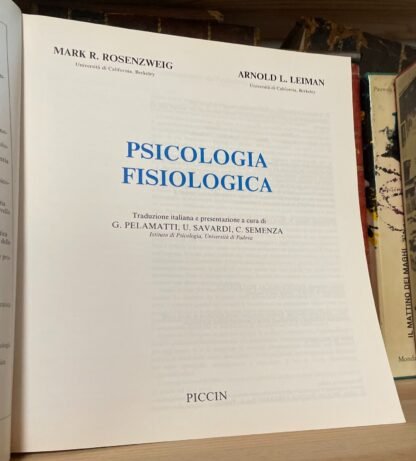 MARK R. ROSENZWEIG
Università di California, Berkeley
ARNOLD L. LEIMAN
Università di California, Berkeley
PSICOLOGIA
FISIOLOGICA
Traduzione italiana e presentazione a cura di
G. PELAMATTI, U. SAVARDI, C. SEMENZA
Istituto di Psicologia, Università di Padova
PICCIN
IL MATTINO DEI MAGHI